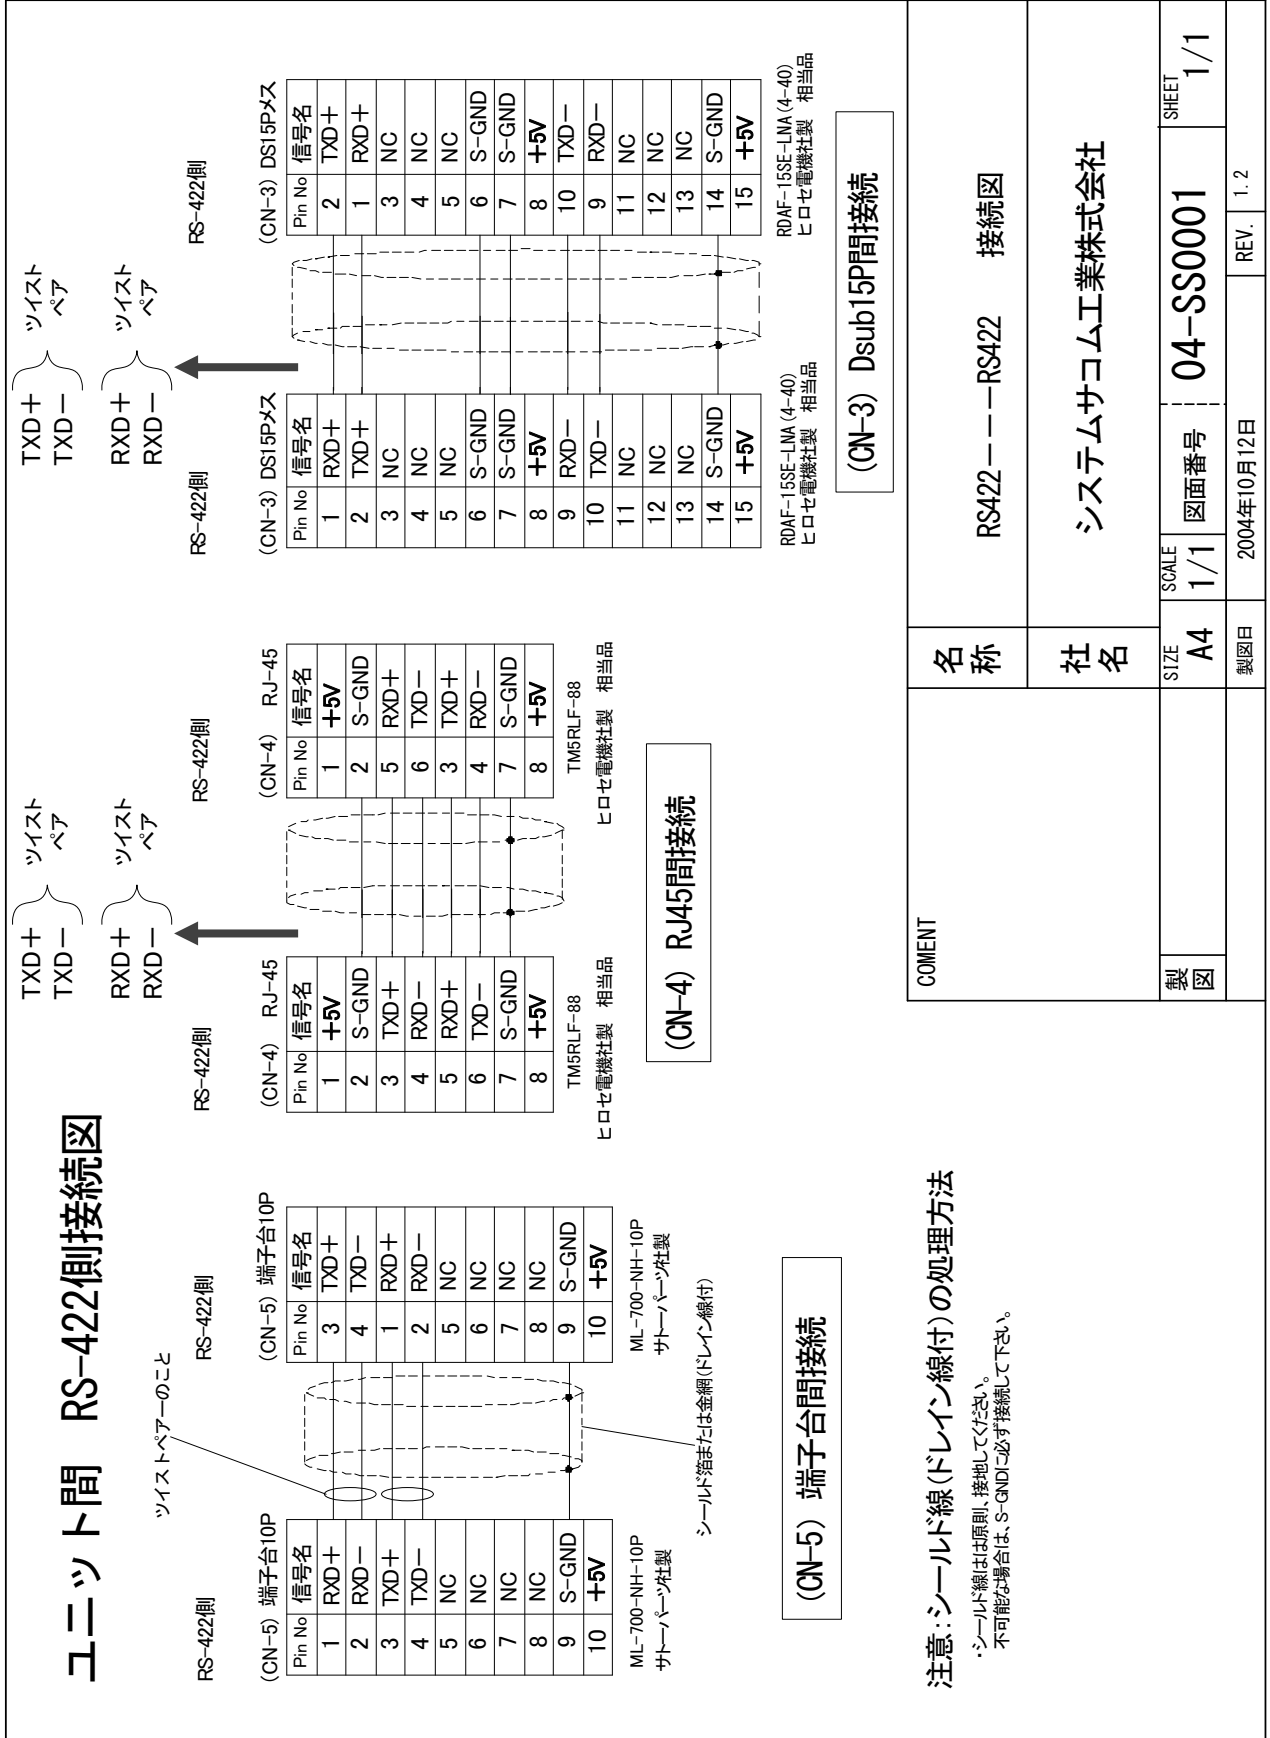 ユニット間　RS-422側接続図
ツイストペアーのこと
RS-422側
(CN-5) 端子台10P
Pin No 信号名
1 RXD+
2 RXD-
3 TXD+
4 TXD-
5 NC
6 NC
7 NC
8 NC
9 S-GND
10 +5V
ML-700-NH-10P
サトーパーツ社製
RS-422側
(CN-5) 端子台10P
Pin No 信号名
3 TXD+
4 TXD-
1 RXD+
2 RXD-
5 NC
6 NC
7 NC
8 NC
9 S-GND
10 +5V
ML-700-NH-10P
サトーパーツ社製
シールド箔または金網(ドレイン線付)
(CN-5) 端子台間接続
TXD+
TXD-
ツイスト
ペア
RXD+
RXD-
ツイスト
ペア
RS-422側
(CN-4) RJ-45
Pin No 信号名
1 +5V
2 S-GND
3 TXD+
4 RXD-
5 RXD+
6 TXD-
7 S-GND
8 +5V
TM5RLF-88
ヒロセ電機社製 相当品
RS-422側
(CN-4) RJ-45
Pin No 信号名
1 +5V
2 S-GND
5 RXD+
6 TXD-
3 TXD+
4 RXD-
7 S-GND
8 +5V
TM5RLF-88
ヒロセ電機社製 相当品
(CN-4) RJ45間接続
TXD+
TXD-
ツイスト
ペア
RXD+
RXD-
ツイスト
ペア
RS-422側
(CN-3) DS15Pメス
Pin No 信号名
1 RXD+
2 TXD+
3 NC
4 NC
5 NC
6 S-GND
7 S-GND
8 +5V
9 RXD-
10 TXD-
11 NC
12 NC
13 NC
14 S-GND
15 +5V
RDAF-15SE-LNA(4-40)
ヒロセ電機社製 相当品
RS-422側
(CN-3) DS15Pメス
Pin No 信号名
2 TXD+
1 RXD+
3 NC
4 NC
5 NC
6 S-GND
7 S-GND
8 +5V
10 TXD-
9 RXD-
11 NC
12 NC
13 NC
14 S-GND
15 +5V
RDAF-15SE-LNA(4-40)
ヒロセ電機社製 相当品
(CN-3) Dsub15P間接続
注意:シールド線(ドレイン線付)の処理方法
・シールド線はは原則、接地してください。
不可能な場合は、S-GNDに必ず接続して下さい。
COMENT
製図
名称
RS422---RS422 接続図
社名
システムサコム工業株式会社
SIZE A4
SCALE 1/1
図面番号 04-SS0001
SHEET 1/1
製図日 2004年10月12日
REV. 1.2